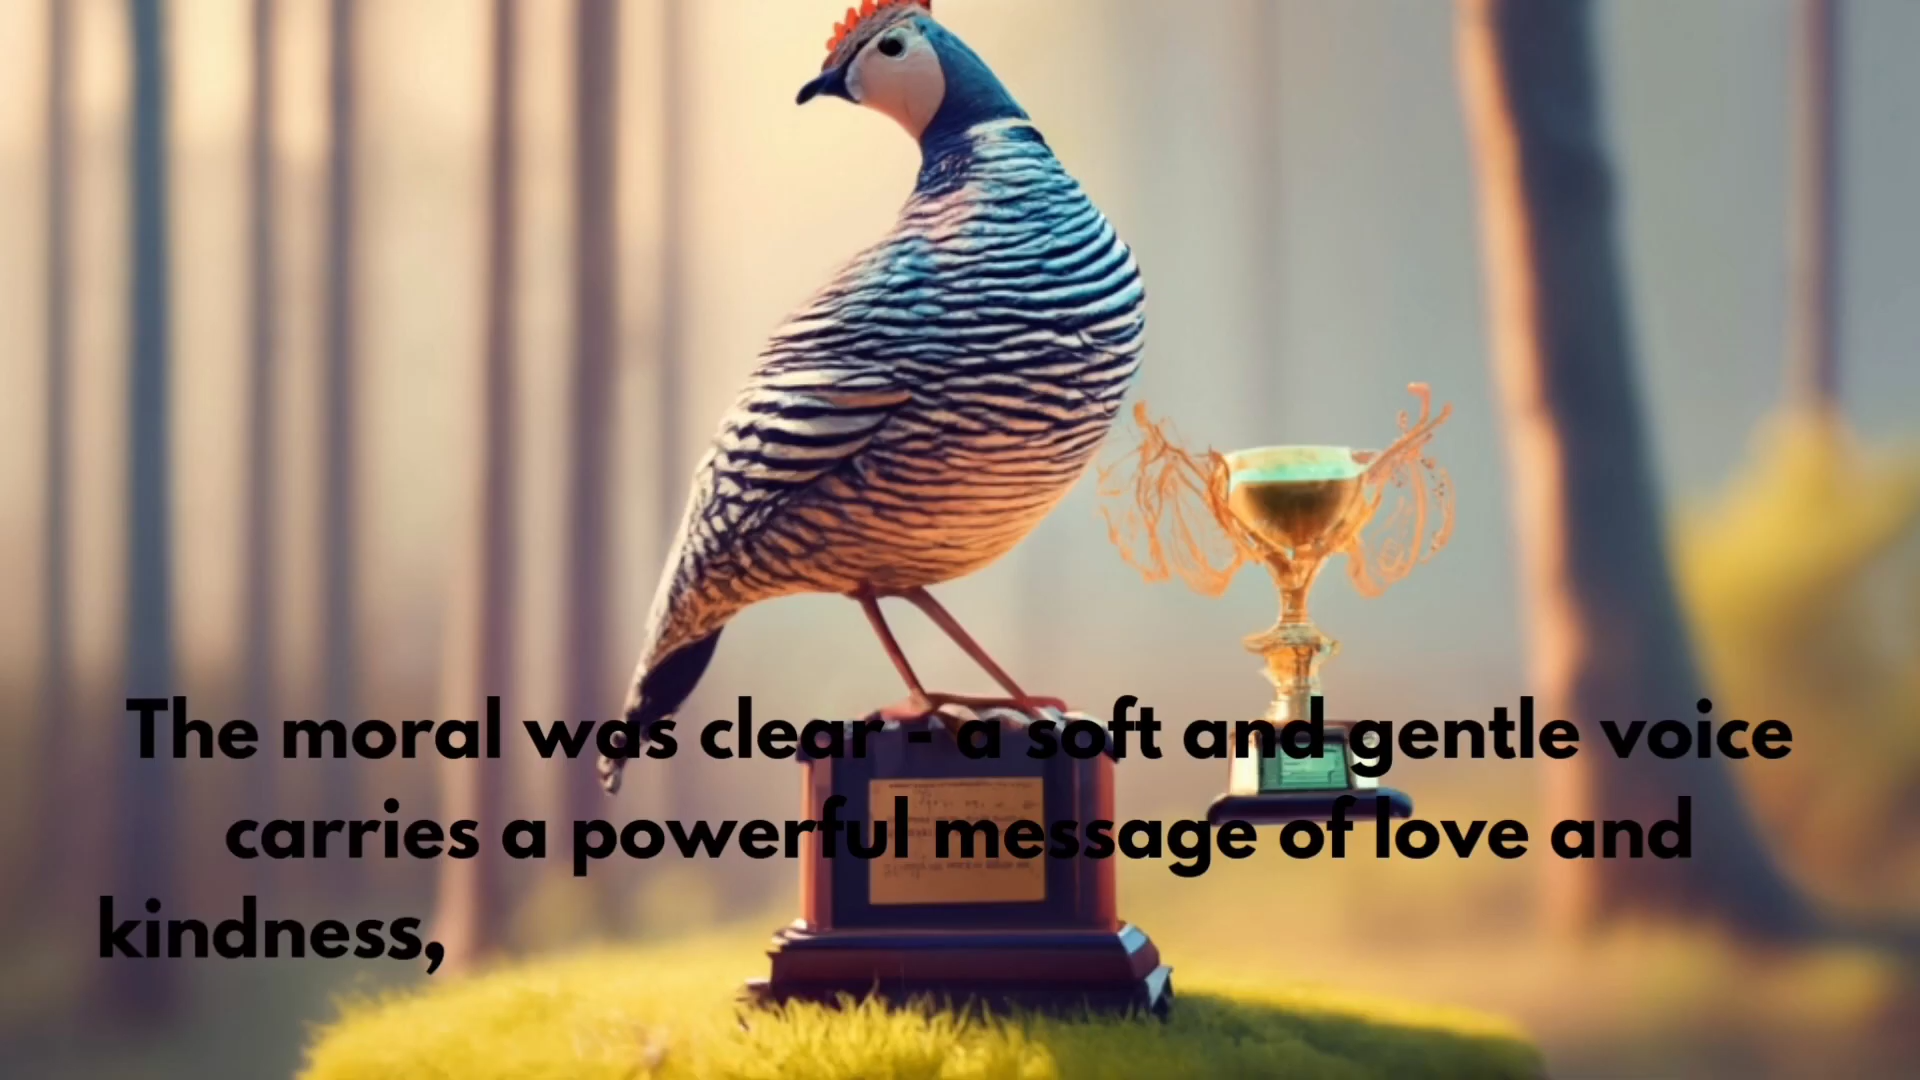 The moral was clear - a soft and gentle voice
carries a powerful message of love and
kindness,